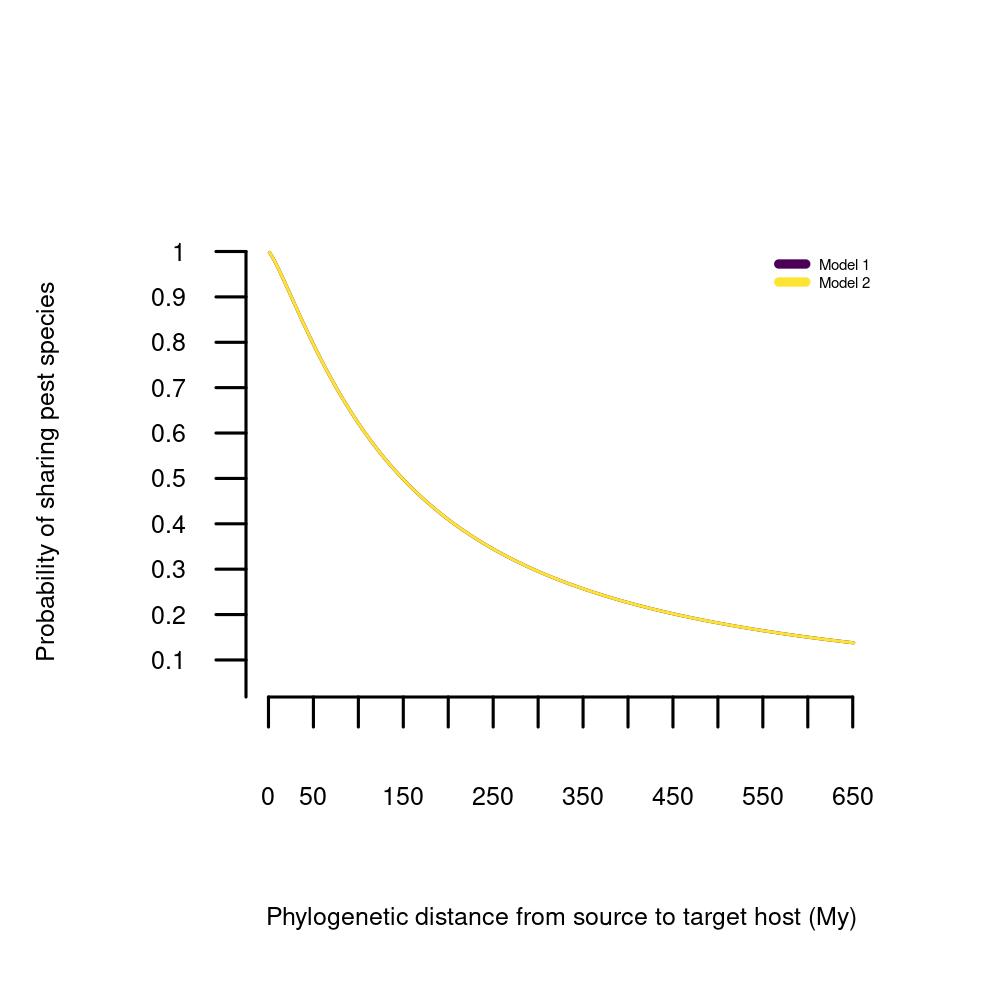 Model 1
Model 2
Probability of sharing pest species
1
0.9
0.8
0.7
0.6
0.5
0.4
0.3
0.2
0.1
0 50 150 250 350 450 550 650
Phylogenetic distance from source to target host (My)